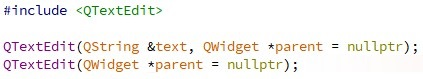 #include <QTextEdit>
QTextEdit(QString &text, QWidget *parent = nullptr);
QTextEdit(QWidget *parent = nullptr);